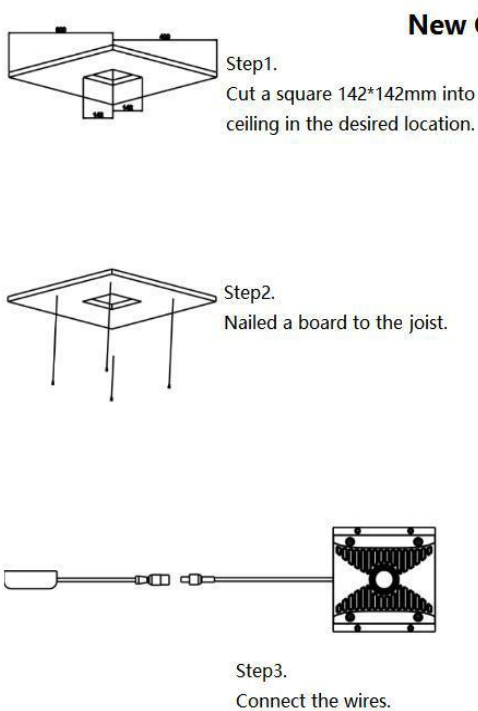 New
Step1.
Cut a square 142*142mm into
ceiling in the desired location.
Step2.
Nailed a board to the joist.
Step3.
Connect the wires.